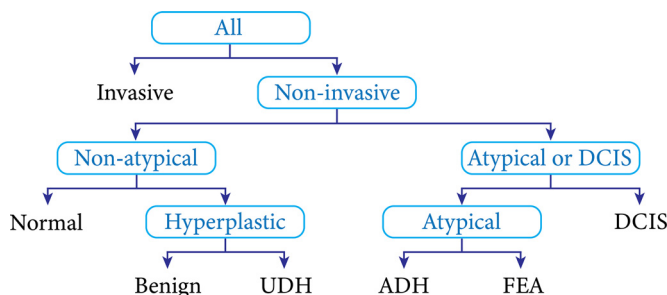 All
Invasive
Non-invasive
Non-atypical
Atypical or DCIS
Normal
Hyperplastic
Atypical
DCIS
Benign
UDH
ADH
FEA